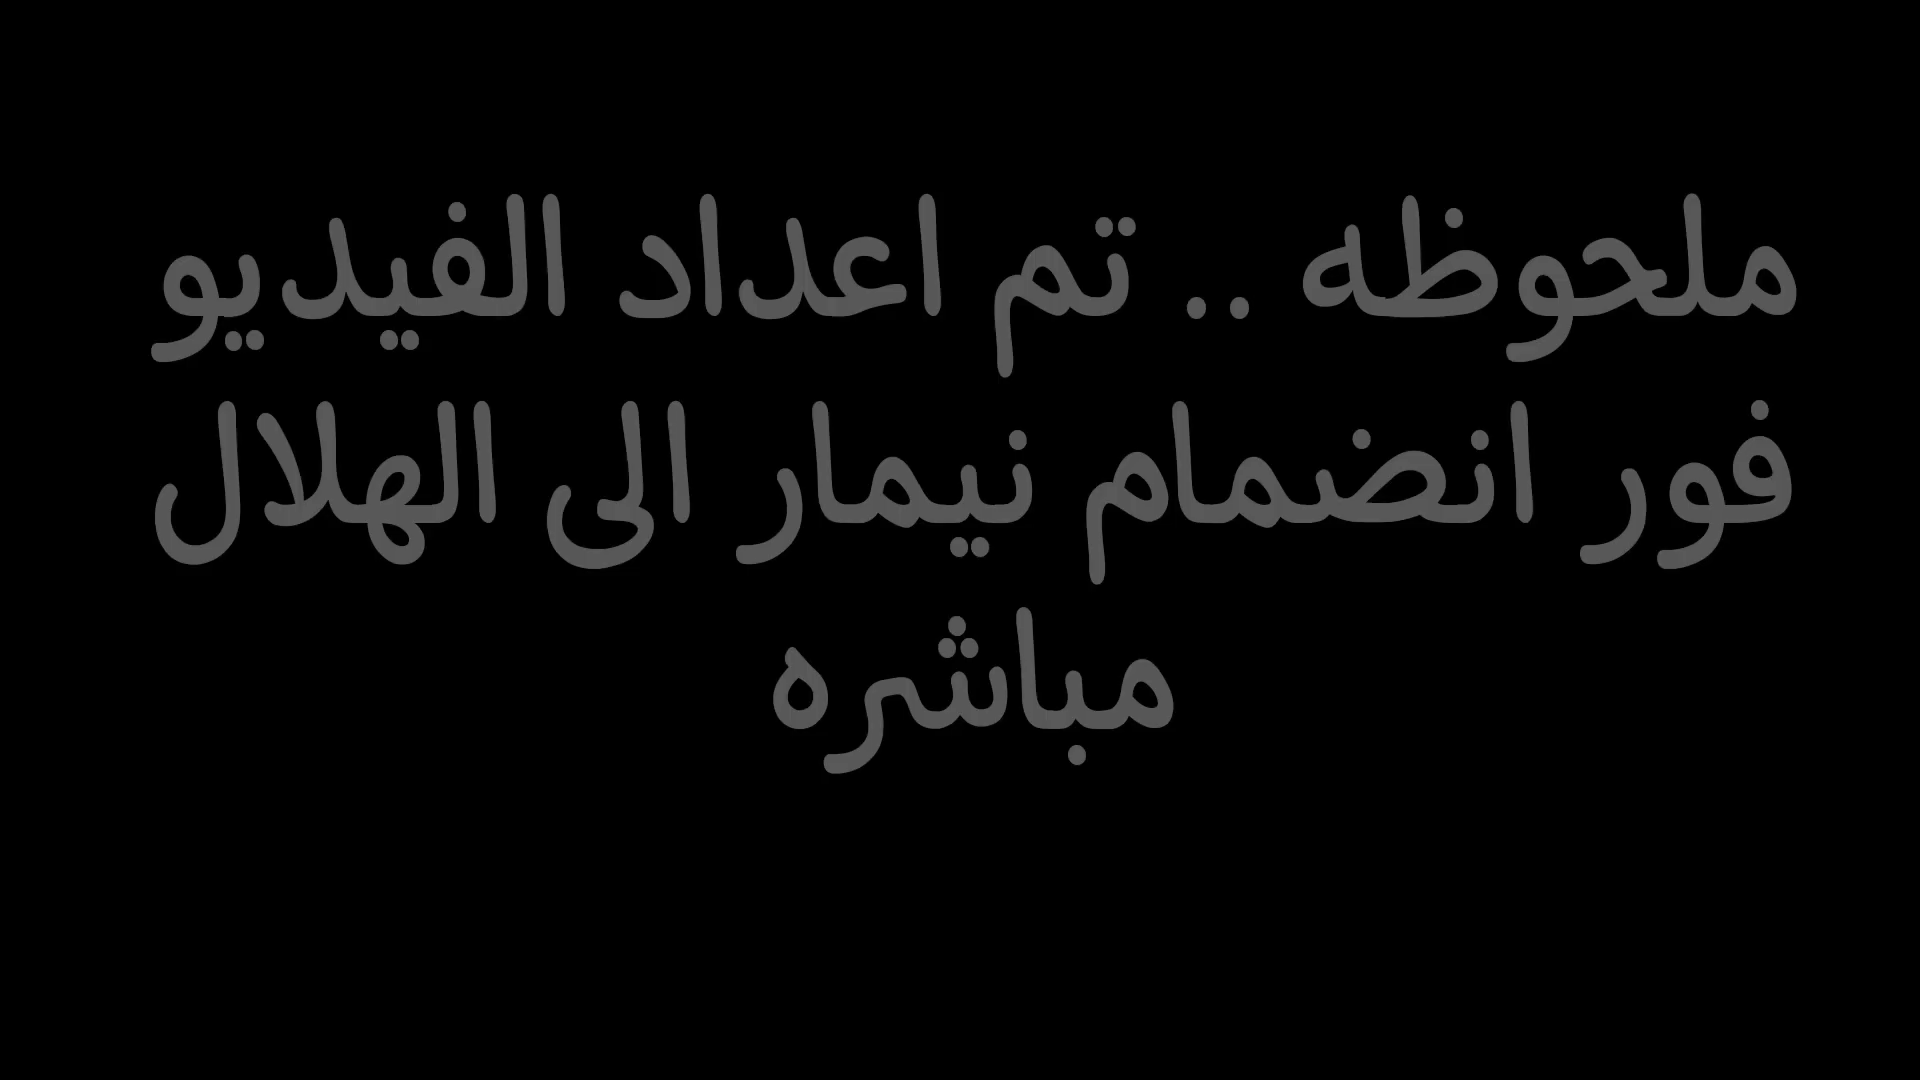 ملحوظه .. تم اعداد الفيديو
فور انضمام نيمار الى الهلال
مباشره